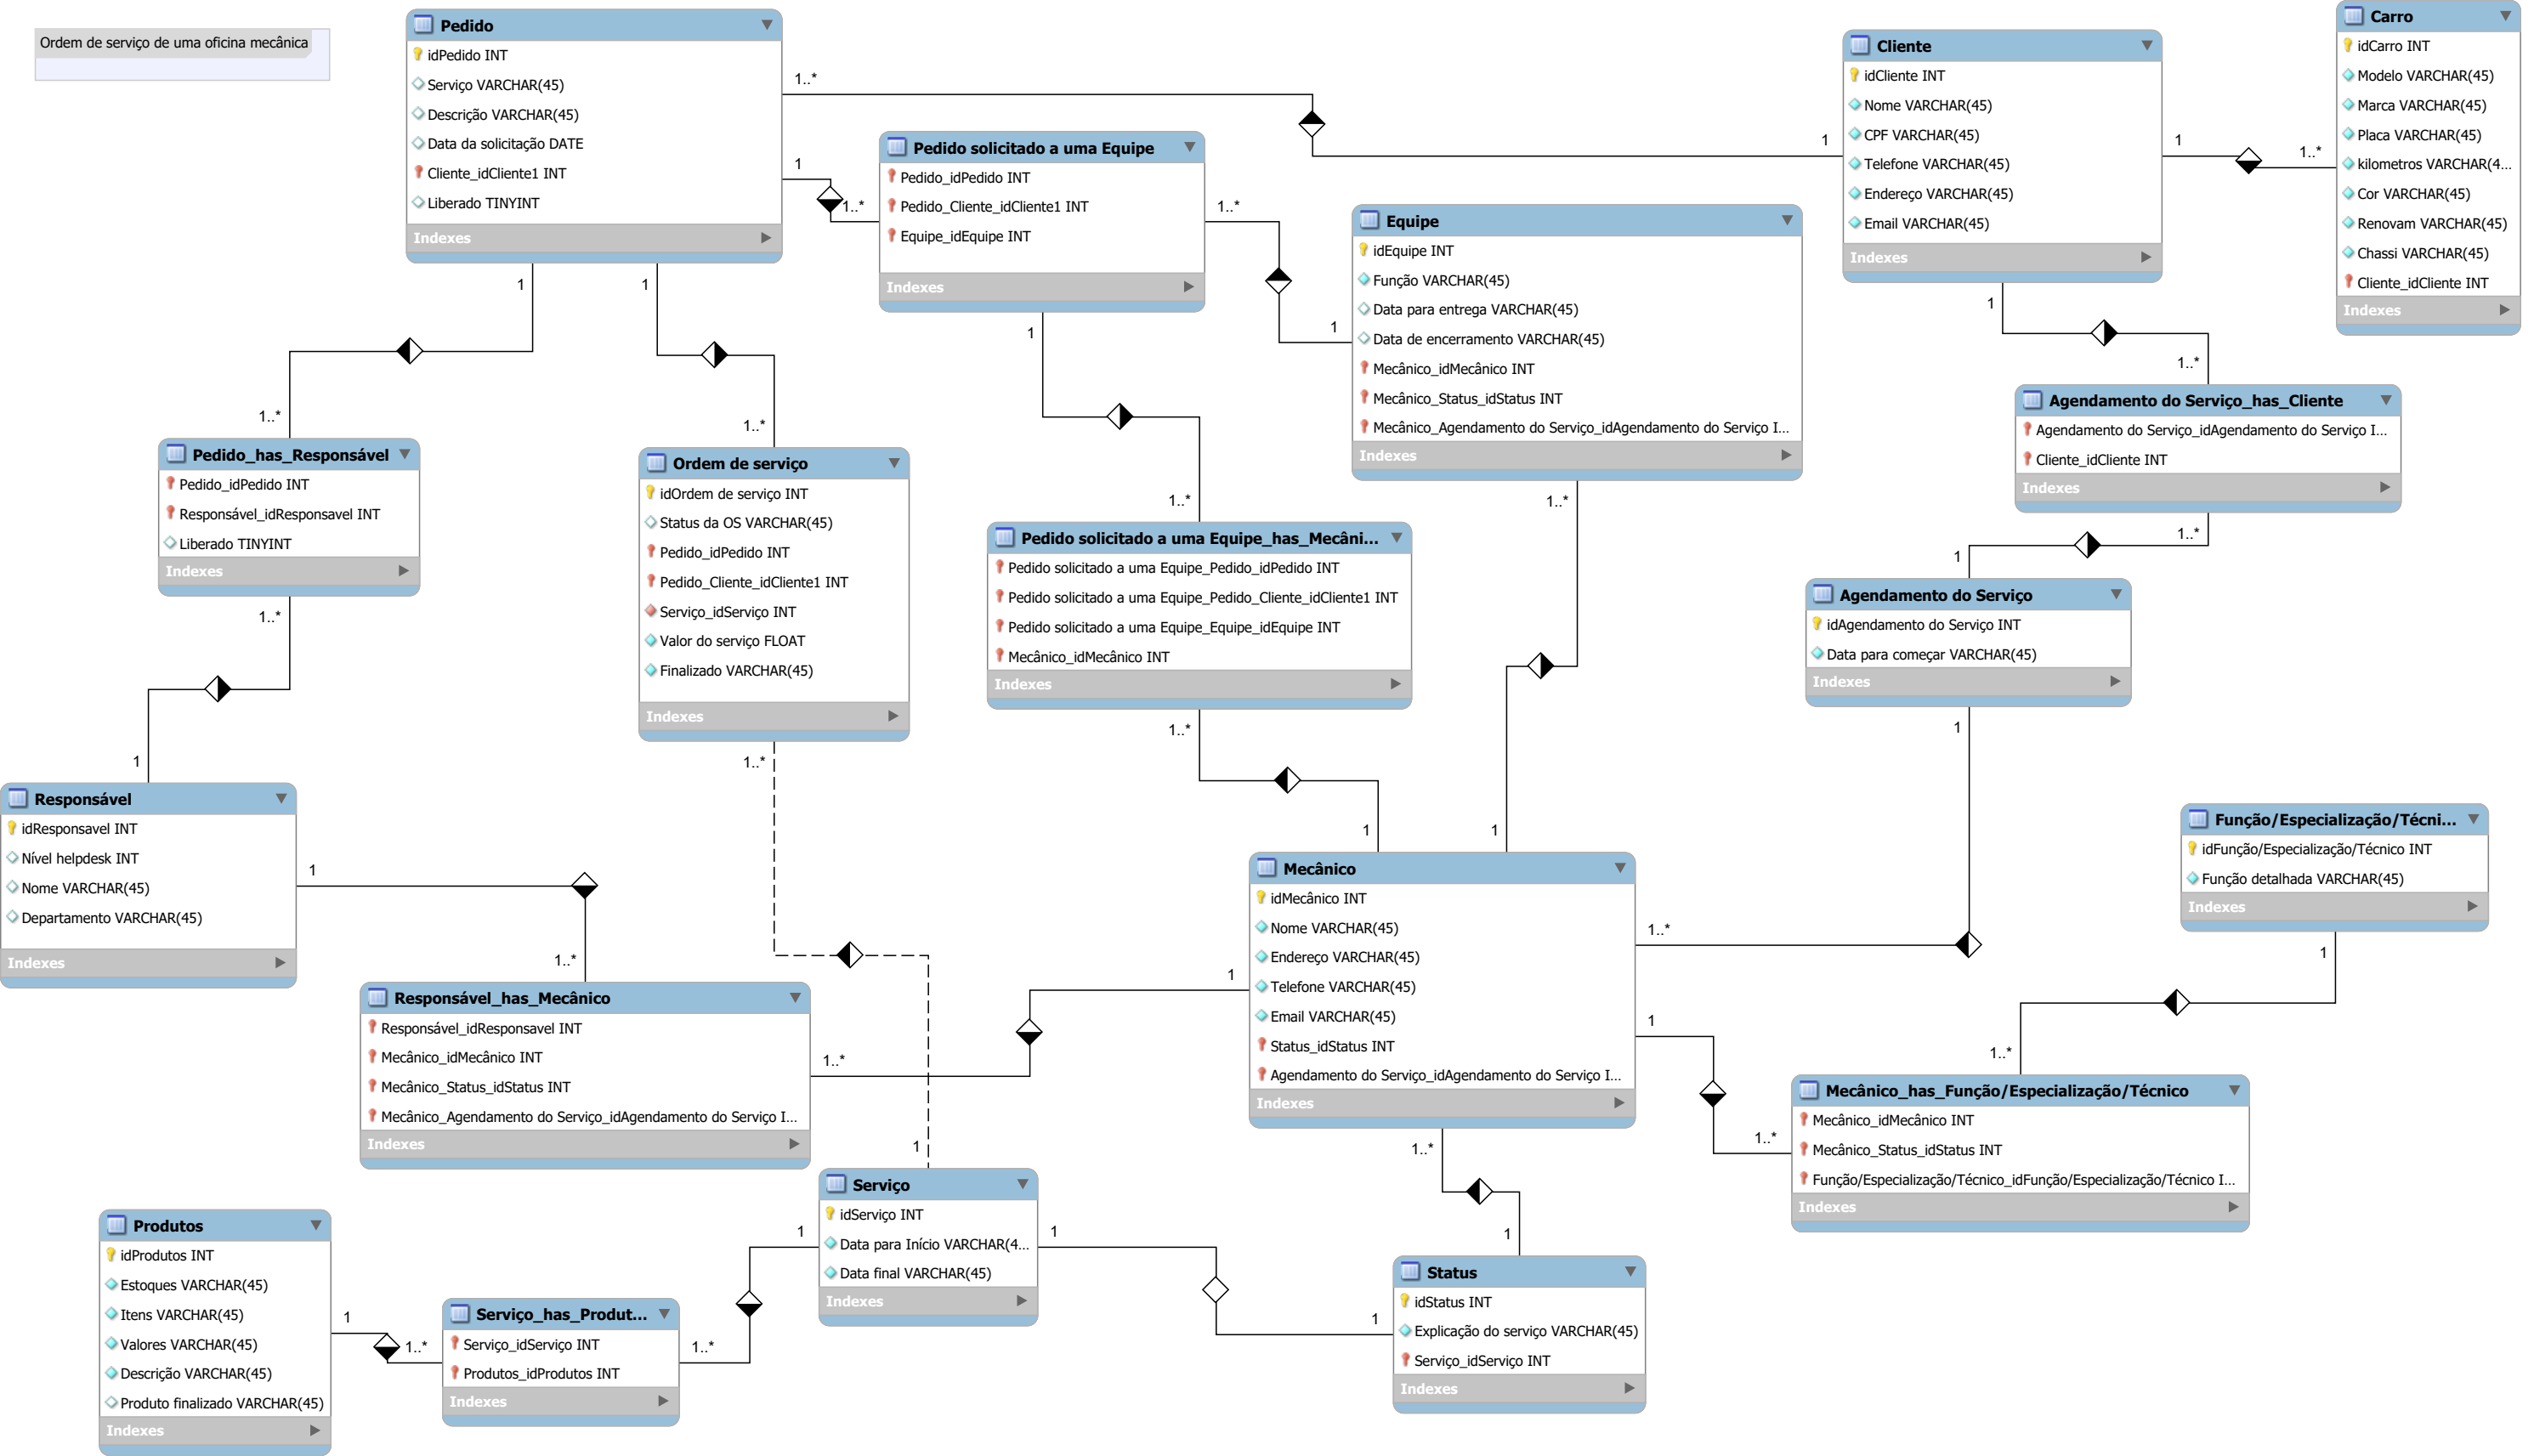 Ordem de serviço de uma oficina mecânica
Pedido
idPedido INT
Serviço VARCHAR(45)
Descrição VARCHAR(45)
Data da solicitação DATE
Cliente_idCliente1 INT
Liberado TINYINT
Indexes
1..*
1
1
1..*
1
1
Pedido solicitado a uma Equipe
Pedido_idPedido INT
Pedido_Cliente_idCliente1 INT
Equipe_idEquipe INT
Indexes
1..*
1
1
Equipe
idEquipe INT
Função VARCHAR(45)
Data para entrega VARCHAR(45)
Data de encerramento VARCHAR(45)
Mecânico_idMecânico INT
Mecânico_Status_idStatus INT
Mecânico_Agendamento do Serviço_idAgendamento do Serviço I...
Indexes
1..*
Cliente
idCliente INT
Nome VARCHAR(45)
CPF VARCHAR(45)
Telefone VARCHAR(45)
Endereço VARCHAR(45)
Email VARCHAR(45)
Indexes
1
1..*
1
1..*
Carro
idCarro INT
Modelo VARCHAR(45)
Marca VARCHAR(45)
Placa VARCHAR(45)
kilometros VARCHAR(4...
Cor VARCHAR(45)
Renovam VARCHAR(45)
Chassi VARCHAR(45)
Cliente_idCliente INT
Indexes
Agendamento do Serviço_has_Cliente
Agendamento do Serviço_idAgendamento do Serviço I...
Cliente_idCliente INT
Indexes
1..*
1
1..*
Pedido_has_Responsável
Pedido_idPedido INT
Responsável_idResponsavel INT
Liberado TINYINT
Indexes
1..*
1
1..*
Ordem de serviço
idOrdem de serviço INT
Status da OS VARCHAR(45)
Pedido_idPedido INT
Pedido_Cliente_idCliente1 INT
Serviço_idServiço INT
Valor do serviço FLOAT
Finalizado VARCHAR(45)
Indexes
1..*
1..*
Pedido solicitado a uma Equipe_has_Mecâni...
Pedido solicitado a uma Equipe_Pedido_idPedido INT
Pedido solicitado a uma Equipe_Pedido_Cliente_idCliente1 INT
Pedido solicitado a uma Equipe_Equipe_idEquipe INT
Mecânico_idMecânico INT
Indexes
1..*
1
1
Agendamento do Serviço
idAgendamento do Serviço INT
Data para começar VARCHAR(45)
Indexes
1
Responsável
idResponsavel INT
Nível helpdesk INT
Nome VARCHAR(45)
Departamento VARCHAR(45)
Indexes
1
1..*
Responsável_has_Mecânico
Responsável_idResponsavel INT
Mecânico_idMecânico INT
Mecânico_Status_idStatus INT
Mecânico_Agendamento do Serviço_idAgendamento do Serviço I...
Indexes
1..*
1
1
Mecânico
idMecânico INT
Nome VARCHAR(45)
Endereço VARCHAR(45)
Telefone VARCHAR(45)
Email VARCHAR(45)
Status_idStatus INT
Agendamento do Serviço_idAgendamento do Serviço I...
Indexes
1..*
1
1..*
1..*
Função/Especialização/Técni...
idFunção/Especialização/Técnico INT
Função detalhada VARCHAR(45)
Indexes
1
1..*
Mecânico_has_Função/Especialização/Técnico
Mecânico_idMecânico INT
Mecânico_Status_idStatus INT
Função/Especialização/Técnico_idFunção/Especialização/Técnico I...
Indexes
Serviço
idServiço INT
Data para Início VARCHAR(4...
Data final VARCHAR(45)
Indexes
1
1
1
1
Status
idStatus INT
Explicação do serviço VARCHAR(45)
Serviço_idServiço INT
Indexes
Produtos
idProdutos INT
Estoques VARCHAR(45)
Itens VARCHAR(45)
Valores VARCHAR(45)
Descrição VARCHAR(45)
Produto finalizado VARCHAR(45)
Indexes
1
1..*
Serviço_has_Produt...
Serviço_idServiço INT
Produtos_idProdutos INT
Indexes
1..*